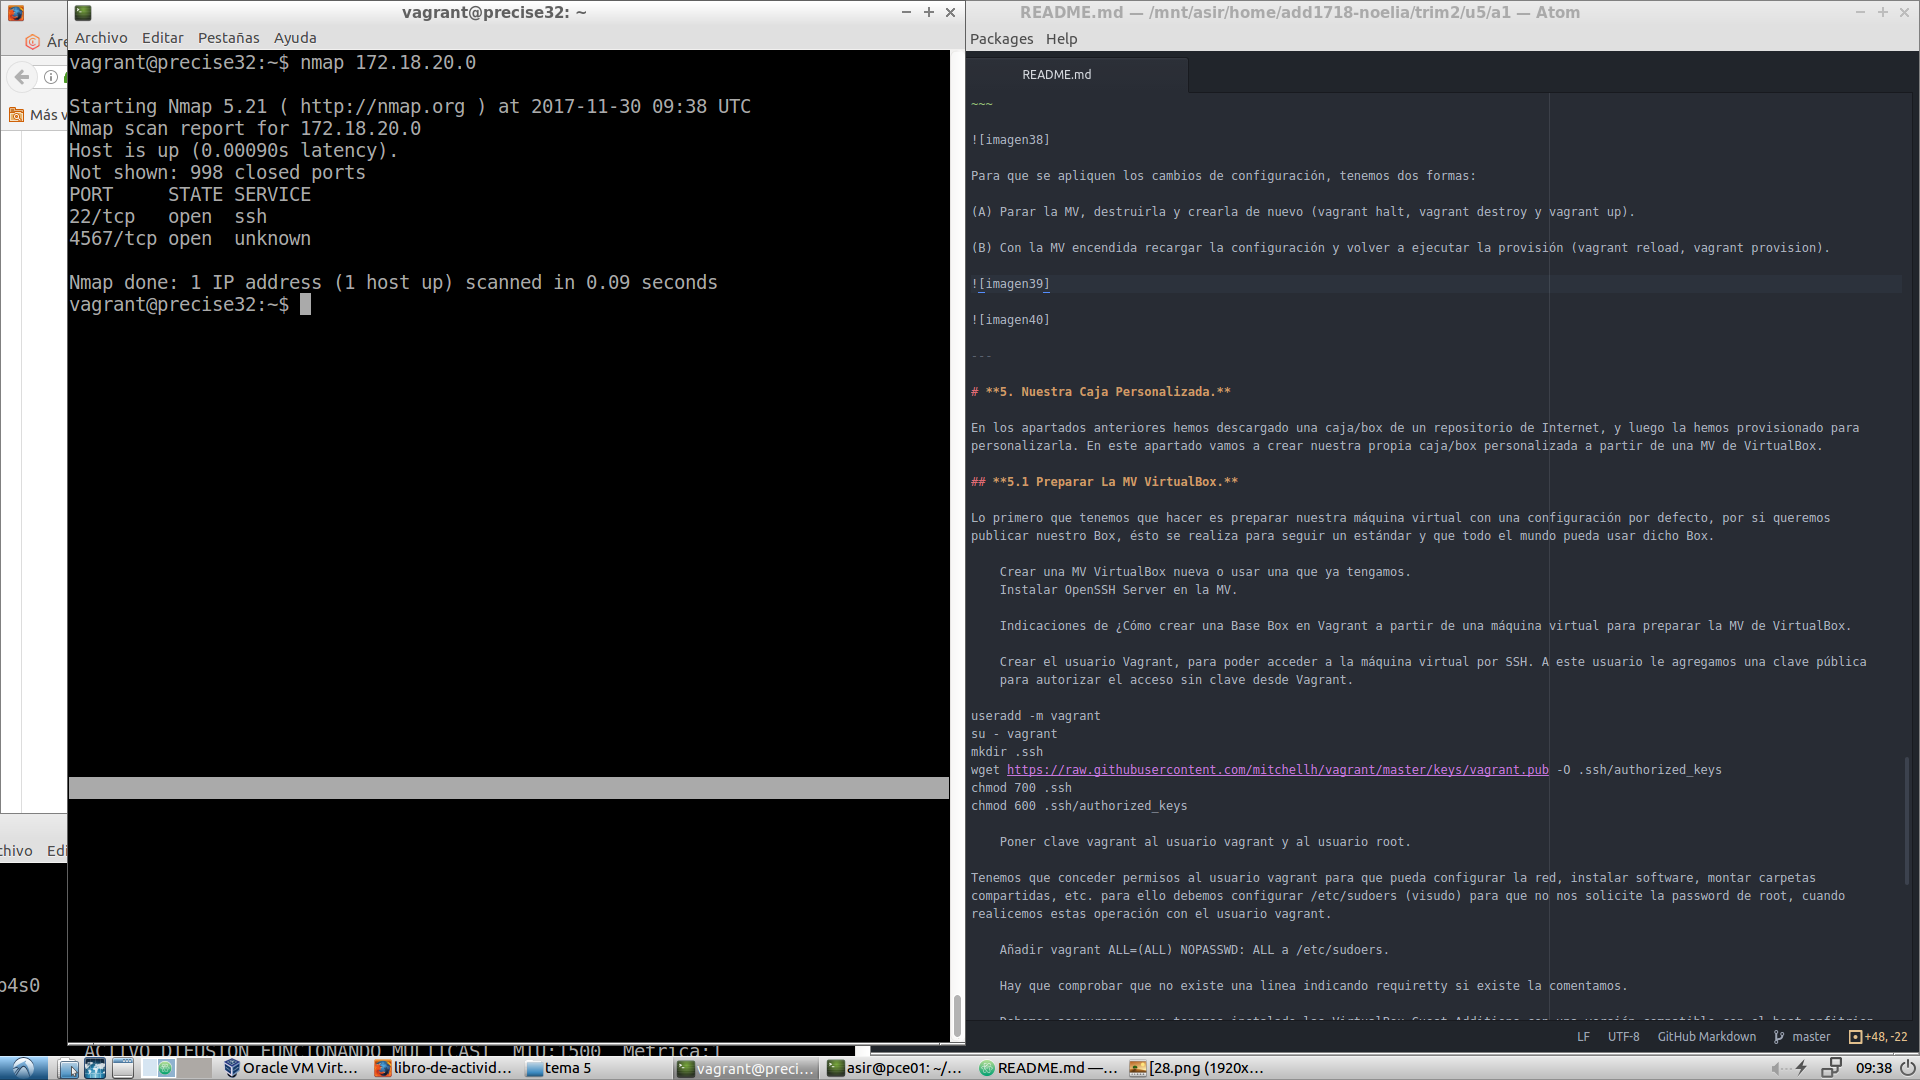 vagrant@precise32: ~
Archivo Editar Pestañas Ayuda
vagrant@precise32:~$ nmap 172.18.20.0
Starting Nmap 5.21 ( http://nmap.org ) at 2017-11-30 09:38 UTC
Nmap scan report for 172.18.20.0
Host is up (0.00090s latency).
Not shown: 998 closed ports
PORT     STATE SERVICE
22/tcp   open  ssh
4567/tcp open  unknown
Nmap done: 1 IP address (1 host up) scanned in 0.09 seconds
vagrant@precise32:~$
Áre
Más v
chivo Edi
p4s0
README.md — /mnt/asir/home/add1718-noelia/trim2/u5/a1 — Atom
Packages Help
README.md
~~~
![imagen38]
Para que se apliquen los cambios de configuración, tenemos dos formas:
(A) Parar la MV, destruirla y crearla de nuevo (vagrant halt, vagrant destroy y vagrant up).
(B) Con la MV encendida recargar la configuración y volver a ejecutar la provisión (vagrant reload, vagrant provision).
![imagen39]
![imagen40]
---
# **5. Nuestra Caja Personalizada.**
En los apartados anteriores hemos descargado una caja/box de un repositorio de Internet, y luego la hemos provisionado para
personalizarla. En este apartado vamos a crear nuestra propia caja/box personalizada a partir de una MV de VirtualBox.
## **5.1 Preparar La MV VirtualBox.**
Lo primero que tenemos que hacer es preparar nuestra máquina virtual con una configuración por defecto, por si queremos
publicar nuestro Box, ésto se realiza para seguir un estándar y que todo el mundo pueda usar dicho Box.
Crear una MV VirtualBox nueva o usar una que ya tengamos.
Instalar OpenSSH Server en la MV.
Indicaciones de ¿Cómo crear una Base Box en Vagrant a partir de una máquina virtual para preparar la MV de VirtualBox.
Crear el usuario Vagrant, para poder acceder a la máquina virtual por SSH. A este usuario le agregamos una clave pública
para autorizar el acceso sin clave desde Vagrant.
useradd -m vagrant
su - vagrant
mkdir .ssh
wget https://raw.githubusercontent.com/mitchellh/vagrant/master/keys/vagrant.pub -O .ssh/authorized_keys
chmod 700 .ssh
chmod 600 .ssh/authorized_keys
Poner clave vagrant al usuario vagrant y al usuario root.
Tenemos que conceder permisos al usuario vagrant para que pueda configurar la red, instalar software, montar carpetas
compartidas, etc. para ello debemos configurar /etc/sudoers (visudo) para que no nos solicite la password de root, cuando
realicemos estas operación con el usuario vagrant.
Añadir vagrant ALL=(ALL) NOPASSWD: ALL a /etc/sudoers.
Hay que comprobar que no existe una linea indicando requiretty si existe la comentamos.
LF UTF-8 GitHub Markdown master +48, -22
ACTIVO DIFUSION FUNCIONANDO MULTICAST MTU:1500 Métrica:1
Oracle VM Virt... libro-de-activid... tema 5 vagrant@preci... asir@pce01: ~/... README.md —... [28.png (1920x... 09:38